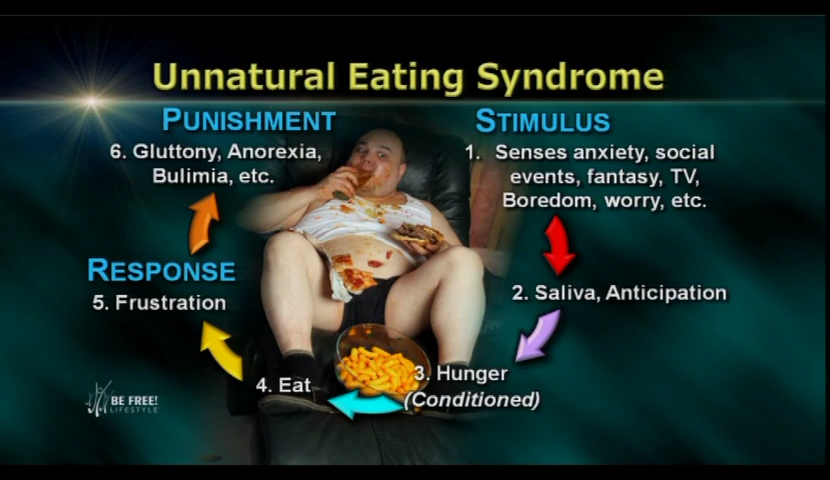 Unnatural Eating Syndrome
PUNISHMENT
6. Gluttony, Anorexia,
Bulimia, etc.
STIMULUS
1. Senses anxiety, social
events, fantasy, TV,
Boredom, worry, etc.
RESPONSE
5. Frustration
2. Saliva, Anticipation
4. Eat
3. Hunger
(Conditioned)
BE FREE!
LIFESTYLE